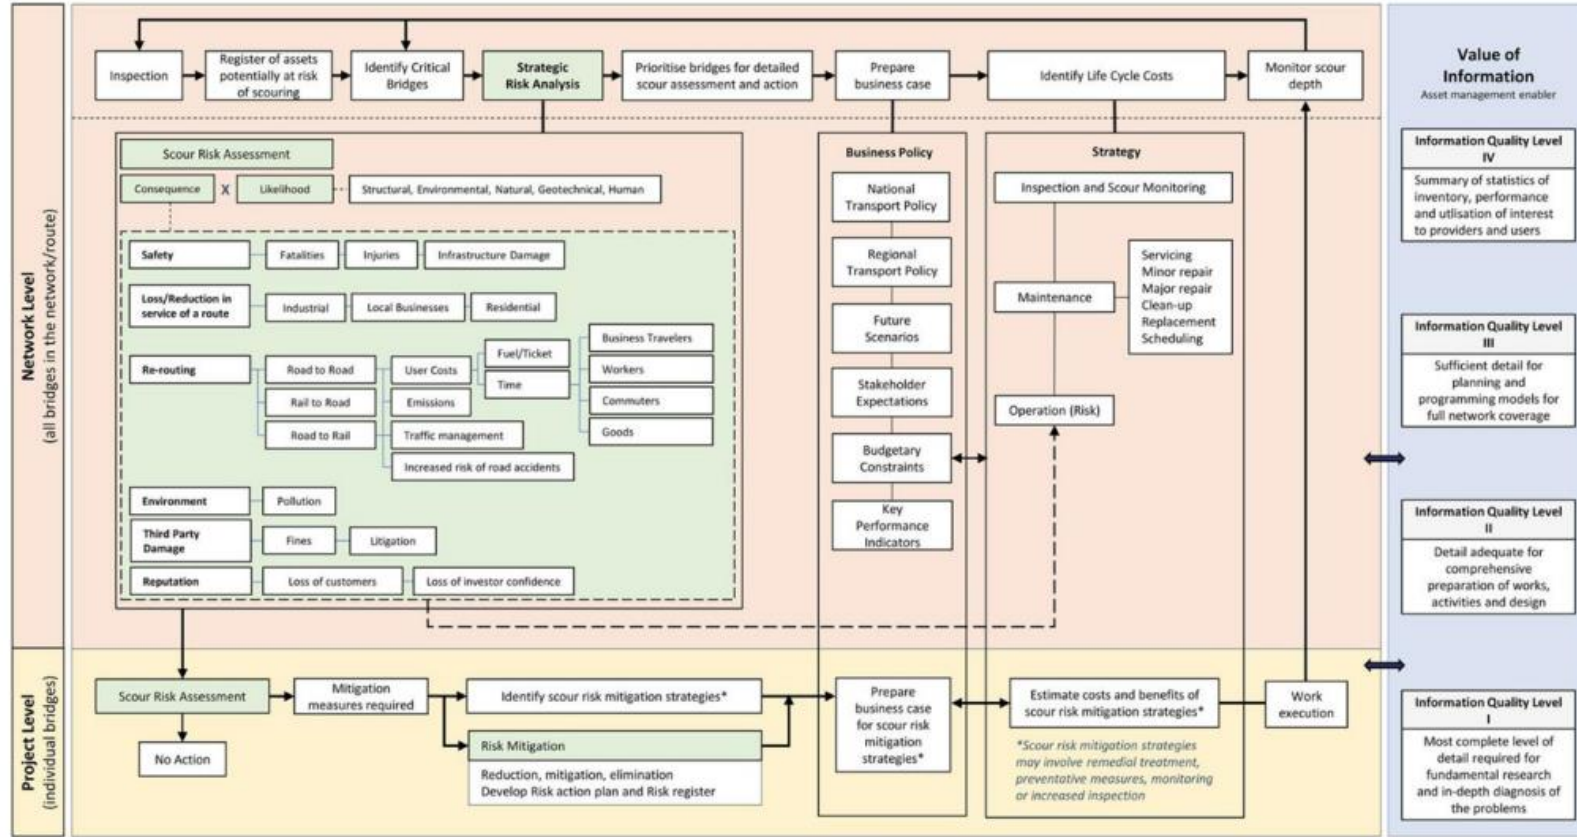 Network Level
(all bridges in the network/route)
Inspection
Register of assets
potentially at risk
of scouring
Identify Critical
Bridges
Strategic
Risk Analysis
Prioritise bridges for detailed
scour assessment and action
Prepare
business case
Identify Life Cycle Costs
Monitor scour
depth
Scour Risk Assessment
Consequence
X
Likelihood
Structural, Environmental, Natural, Geotechnical, Human
Safety
Fatalities
Injuries
Infrastructure Damage
Loss/Reduction in
service of a route
Industrial
Local Businesses
Residential
Re-routing
Road to Road
Rail to Road
Road to Rail
User Costs
Emissions
Traffic management
Increased risk of road accidents
Fuel/Ticket
Time
Business Travelers
Workers
Commuters
Goods
Environment
Pollution
Third Party
Damage
Fines
Litigation
Reputation
Loss of customers
Loss of investor confidence
Business Policy
National
Transport Policy
Regional
Transport Policy
Future
Scenarios
Stakeholder
Expectations
Budgetary
Constraints
Key
Performance
Indicators
Strategy
Inspection and Scour Monitoring
Maintenance
Servicing
Minor repair
Major repair
Clean-up
Replacement
Scheduling
Operation (Risk)
Project Level
(individual bridges)
Scour Risk Assessment
No Action
Mitigation
measures required
Identify scour risk mitigation strategies*
Risk Mitigation
Reduction, mitigation, elimination
Develop Risk action plan and Risk register
Prepare
business case
for scour risk
mitigation
strategies*
Estimate costs and benefits of
scour risk mitigation strategies*
*Scour risk mitigation strategies
may involve remedial treatment,
preventative measures, monitoring
or increased inspection
Work
execution
Value of
Information
Asset management enabler
Information Quality Level
IV
Summary of statistics of
inventory, performance
and utlisation of interest
to providers and users
Information Quality Level
III
Sufficient detail for
planning and
programming models for
full network coverage
Information Quality Level
II
Detail adequate for
comprehensive
preparation of works,
activities and design
Information Quality Level
I
Most complete level of
detail required for
fundamental research
and in-depth diagnosis of
the problems